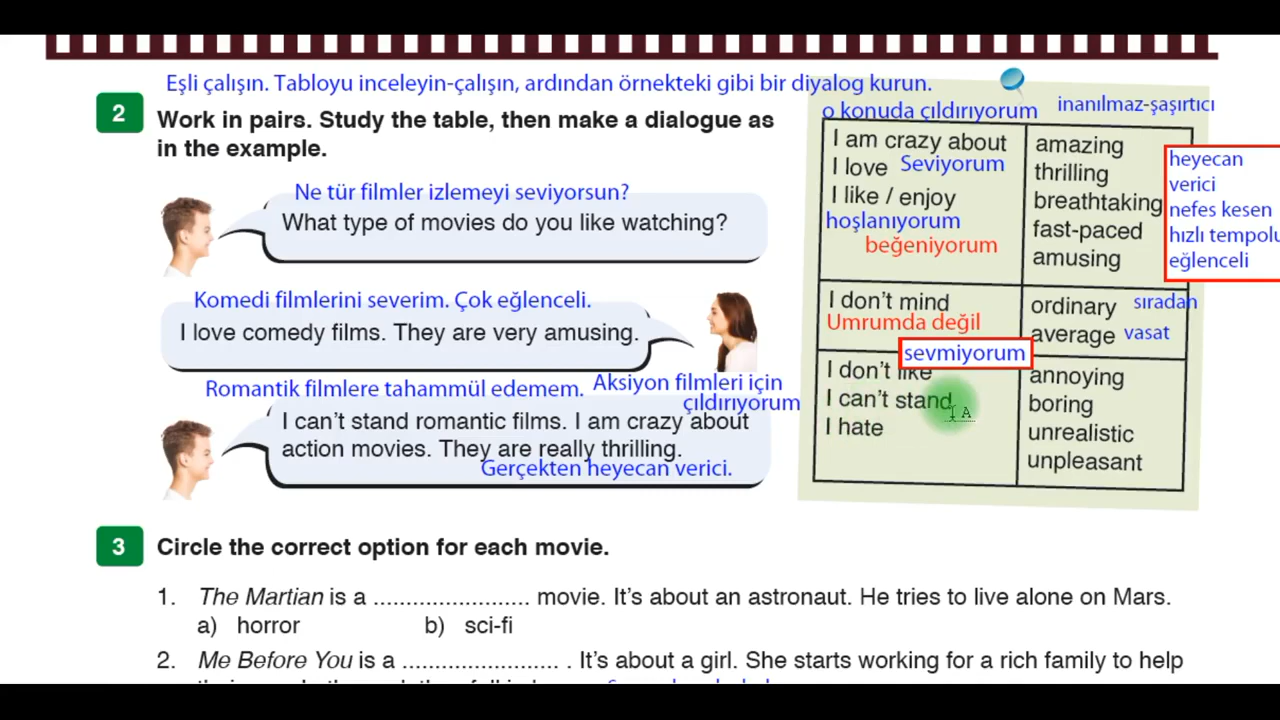 Eşli çalışın. Tabloyu inceleyin-çalışın, ardından örnekteki gibi bir diyalog kurun.
2 Work in pairs. Study the table, then make a dialogue as
in the example.
Ne tür filmler izlemeyi seviyorsun?
What type of movies do you like watching?
Komedi filmlerini severim. Çok eğlenceli.
I love comedy films. They are very amusing.
Romantik filmlere tahammül edemem. Aksiyon filmleri için
çıldırıyorum
I can't stand romantic films. I am crazy about
action movies. They are really thrilling.
Gerçekten heyecan verici.
o konuda çıldırıyorum
inanılmaz-şaşırtıcı
I am crazy about
I love Seviyorum
I like / enjoy
hoşlanıyorum
beğeniyorum
amazing
thrilling
breathtaking
fast-paced
amusing
heyecan
verici
nefes kesen
hızlı tempolu
eğlenceli
I don't mind
Umrumda değil
ordinary sıradan
average vasat
sevmiyorum
I don't like
I can't stand
I hate
A
annoying
boring
unrealistic
unpleasant
3 Circle the correct option for each movie.
1. The Martian is a ........................ movie. It's about an astronaut. He tries to live alone on Mars.
a) horror b) sci-fi
2. Me Before You is a ........................ . It's about a girl. She starts working for a rich family to help